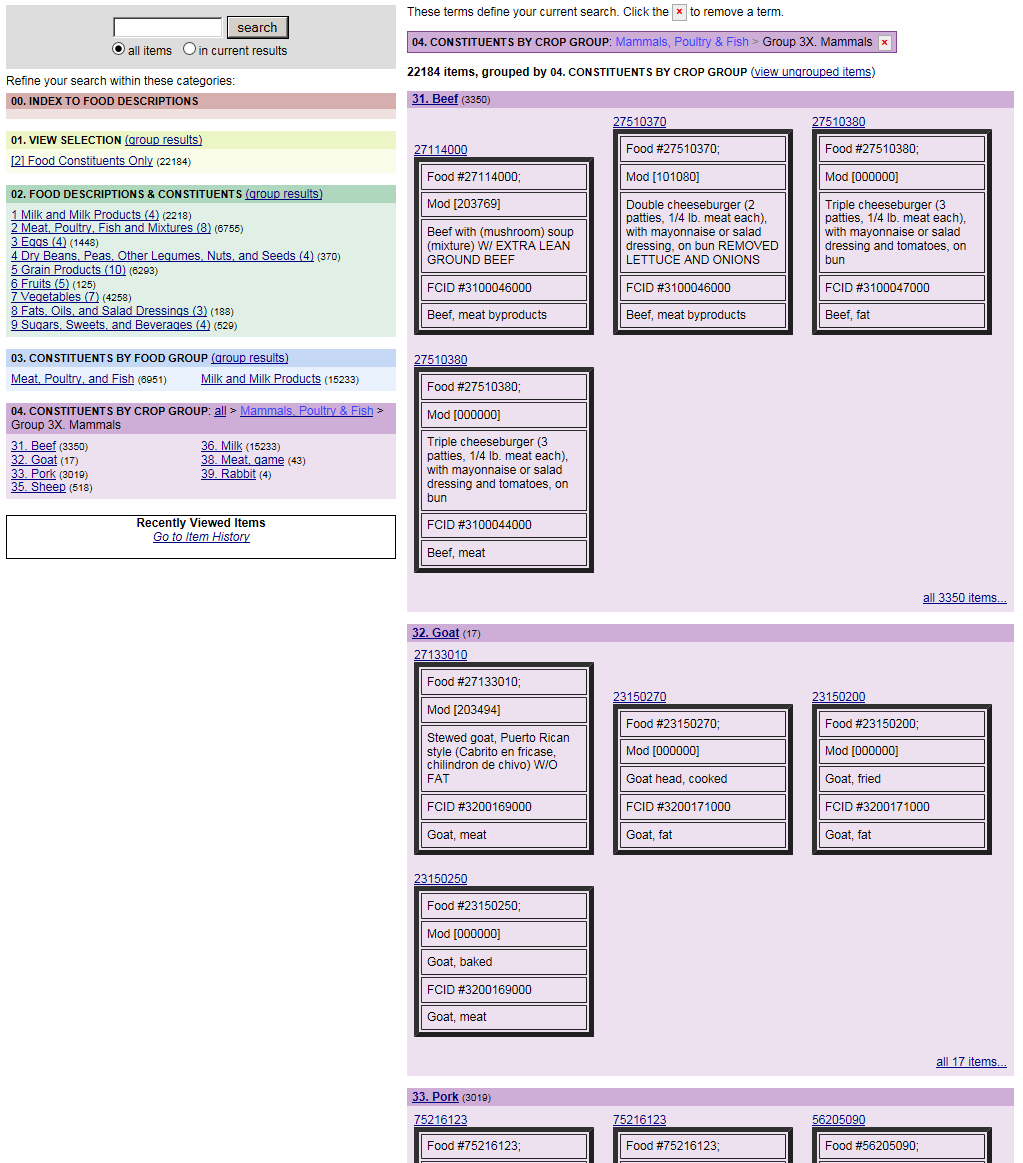 search
all items in current results
Refine your search within these categories:
00. INDEX TO FOOD DESCRIPTIONS
01. VIEW SELECTION (group results)
[2] Food Constituents Only (22184)
02. FOOD DESCRIPTIONS & CONSTITUENTS (group results)
1 Milk and Milk Products (4) (2218)
2 Meat, Poultry, Fish and Mixtures (8) (6755)
3 Eggs (4) (1448)
4 Dry Beans, Peas, Other Legumes, Nuts, and Seeds (4) (370)
5 Grain Products (10) (6293)
6 Fruits (5) (125)
7 Vegetables (7) (4258)
8 Fats, Oils, and Salad Dressings (3) (188)
9 Sugars, Sweets, and Beverages (4) (529)
03. CONSTITUENTS BY FOOD GROUP (group results)
Meat, Poultry, and Fish (6951) Milk and Milk Products (15233)
04. CONSTITUENTS BY CROP GROUP: all > Mammals, Poultry & Fish >
Group 3X. Mammals
31. Beef (3350) 36. Milk (15233)
32. Goat (17) 38. Meat, game (43)
33. Pork (3019) 39. Rabbit (4)
35. Sheep (518)
Recently Viewed Items
Go to Item History
These terms define your current search. Click the × to remove a term.
04. CONSTITUENTS BY CROP GROUP: Mammals, Poultry & Fish > Group 3X. Mammals ×
22184 items, grouped by 04. CONSTITUENTS BY CROP GROUP (view ungrouped items)
31. Beef (3350)
27114000
Food #27114000;
Mod [203769]
Beef with (mushroom) soup
(mixture) W/ EXTRA LEAN
GROUND BEEF
FCID #3100046000
Beef, meat byproducts
27510370
Food #27510370;
Mod [101080]
Double cheeseburger (2
patties, 1/4 lb. meat each),
with mayonnaise or salad
dressing, on bun REMOVED
LETTUCE AND ONIONS
FCID #3100046000
Beef, meat byproducts
27510380
Food #27510380;
Mod [000000]
Triple cheeseburger (3
patties, 1/4 lb. meat each),
with mayonnaise or salad
dressing and tomatoes, on
bun
FCID #3100047000
Beef, fat
27510380
Food #27510380;
Mod [000000]
Triple cheeseburger (3
patties, 1/4 lb. meat each),
with mayonnaise or salad
dressing and tomatoes, on
bun
FCID #3100044000
Beef, meat
all 3350 items...
32. Goat (17)
27133010
Food #27133010;
Mod [203494]
Stewed goat, Puerto Rican
style (Cabrito en fricase,
chilindron de chivo) W/O
FAT
FCID #3200169000
Goat, meat
23150270
Food #23150270;
Mod [000000]
Goat head, cooked
FCID #3200171000
Goat, fat
23150200
Food #23150200;
Mod [000000]
Goat, fried
FCID #3200171000
Goat, fat
23150250
Food #23150250;
Mod [000000]
Goat, baked
FCID #3200169000
Goat, meat
all 17 items...
33. Pork (3019)
75216123 75216123 56205090
Food #75216123; Food #75216123; Food #56205090;